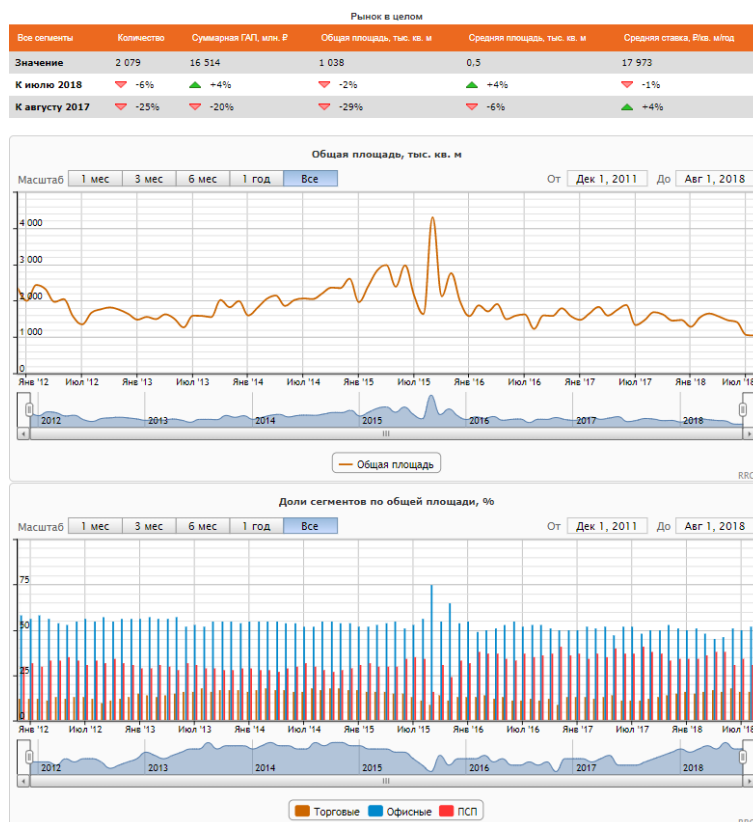 Рынок в целом
Все сегменты Количество Суммарная ГАП, млн. ₽ Общая площадь, тыс. кв. м Средняя площадь, тыс. кв. м Средняя ставка, ₽/кв. м/год
Значение 2 079 16 514 1 038 0,5 17 973
К июлю 2018 -6% +4% -2% +4% -1%
К августу 2017 -25% -20% -29% -6% +4%
Общая площадь, тыс. кв. м
Масштаб 1 мес 3 мес 6 мес 1 год Все От Дек 1, 2011 До Авг 1, 2018
4 000
3 000
2 000
1 000
0
Янв '12 Июл '12 Янв '13 Июл '13 Янв '14 Июл '14 Янв '15 Июл '15 Янв '16 Июл '16 Янв '17 Июл '17 Янв '18 Июл '18
2012 2013 2014 2015 2016 2017 2018
Общая площадь
RRG
Доли сегментов по общей площади, %
Масштаб 1 мес 3 мес 6 мес 1 год Все От Дек 1, 2011 До Авг 1, 2018
75
50
25
0
Янв '12 Июл '12 Янв '13 Июл '13 Янв '14 Июл '14 Янв '15 Июл '15 Янв '16 Июл '16 Янв '17 Июл '17 Янв '18 Июл '18
2012 2013 2014 2015 2016 2017 2018
Торговые Офисные ПСП